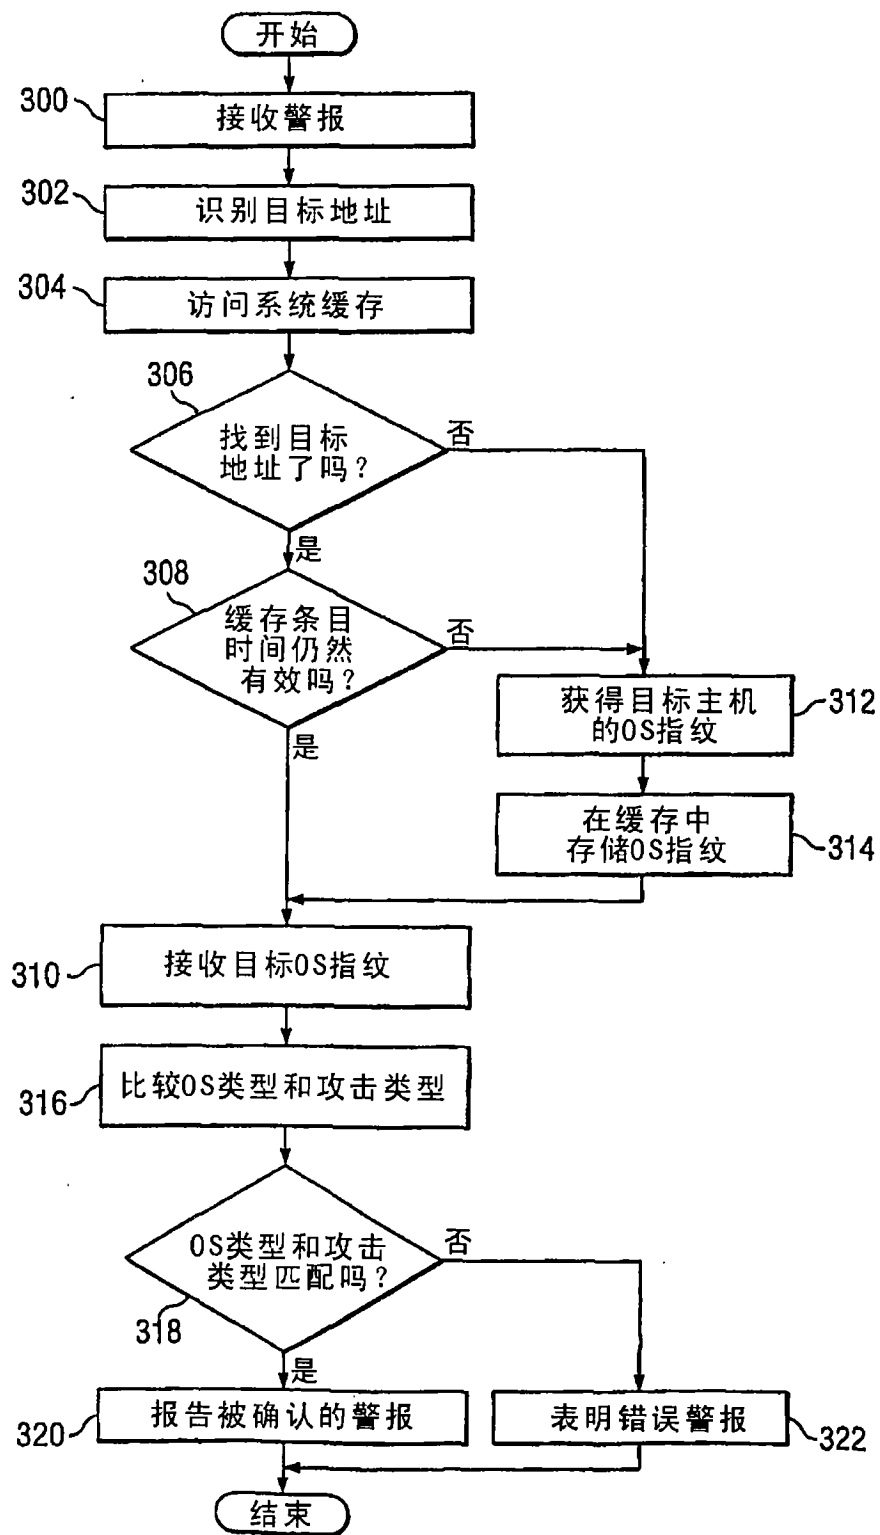 开始
300
接收警报
302
识别目标地址
304
访问系统缓存
306
找到目标
地址了吗?
否
是
308
缓存条目
时间仍然
有效吗?
否
是
获得目标主机
的OS指纹
312
在缓存中
存储OS指纹
314
310
接收目标OS指纹
316
比较OS类型和攻击类型
OS类型和攻击
类型匹配吗?
否
318
是
320
报告被确认的警报
表明错误警报
322
结束